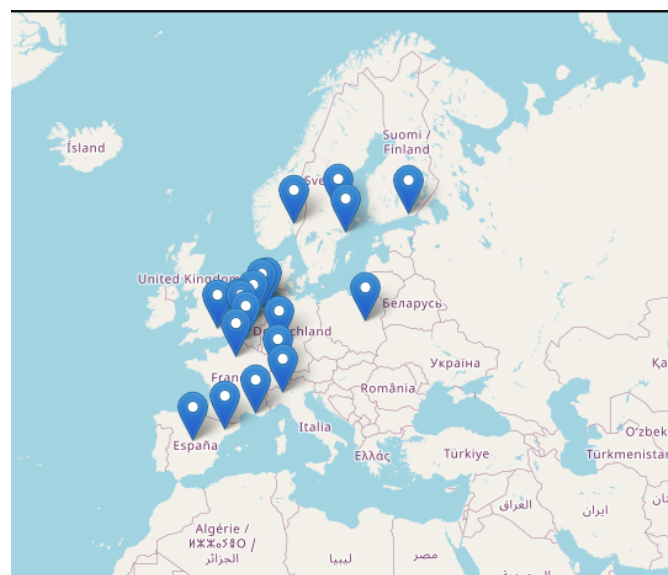 Suomi /
Finland
Ísland
Sve
United Kingdom
Беларусь
Deutschland
Україна
Ка
Fran
România
O‘zbek
Italia
España
Ελλάς
Türkiye
Türkmenistan
العراق
ایران
Algérie /
ⵍⵣⵣⴰⵢⴻⵔ /
الجزائر
ليبيا
مصر